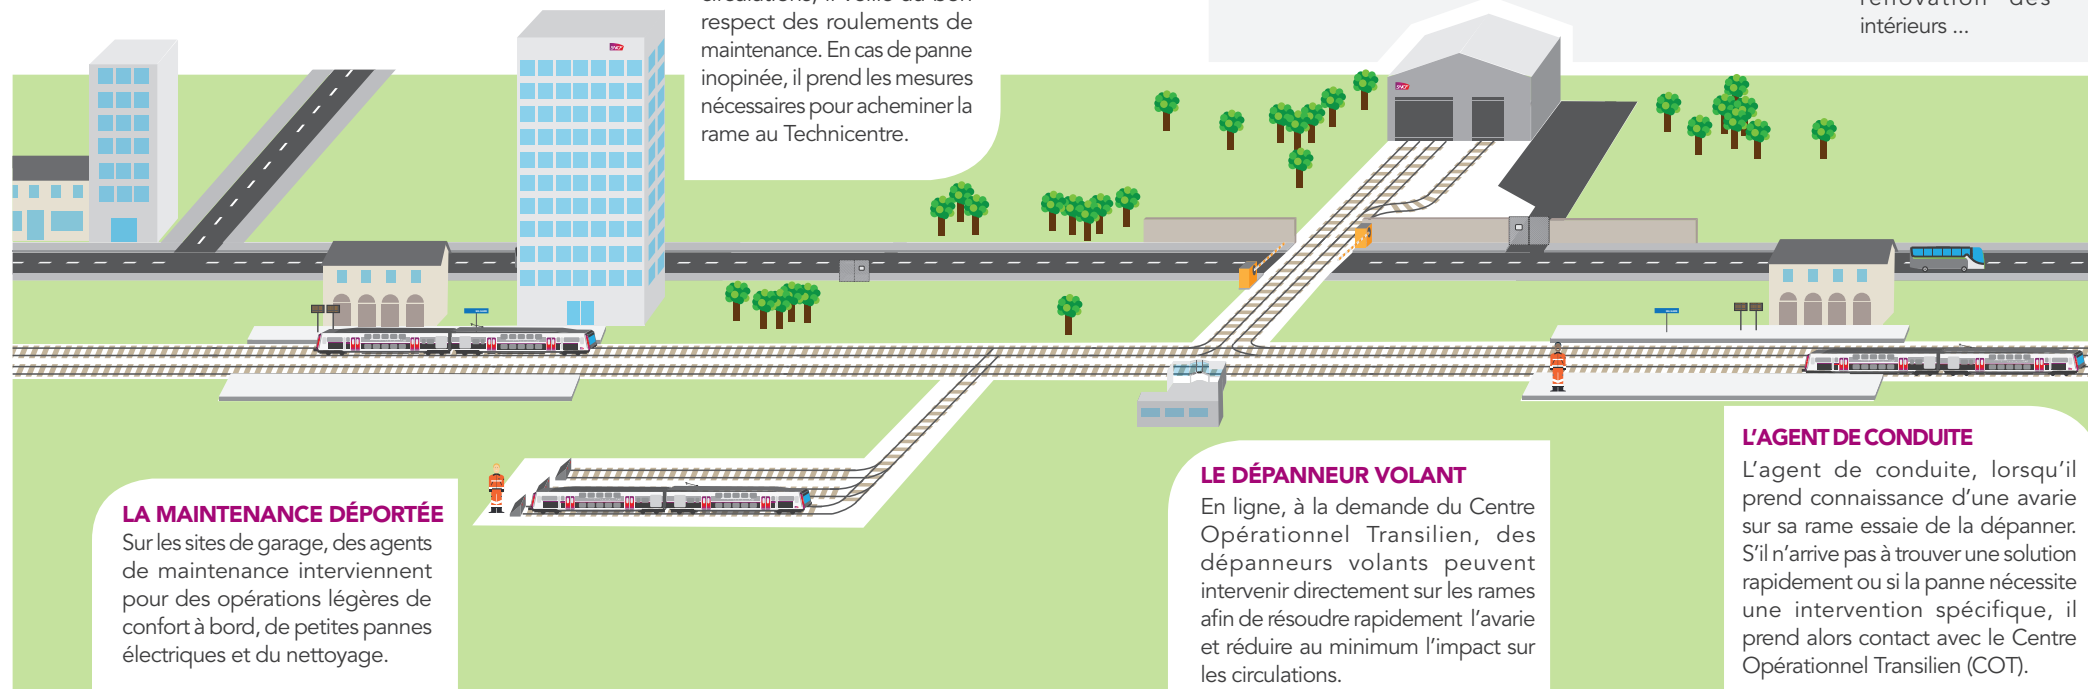 respect des roulements de
maintenance. En cas de panne
inopinée, il prend les mesures
nécessaires pour acheminer la
rame au Technicentre.
intérieurs ...
SNCF
SNCF
LA MAINTENANCE DÉPORTÉE
Sur les sites de garage, des agents
de maintenance interviennent
pour des opérations légères de
confort à bord, de petites pannes
électriques et du nettoyage.
LE DÉPANNEUR VOLANT
En ligne, à la demande du Centre
Opérationnel Transilien, des
dépanneurs volants peuvent
intervenir directement sur les rames
afin de résoudre rapidement l'avarie
et réduire au minimum l'impact sur
les circulations.
L'AGENT DE CONDUITE
L'agent de conduite, lorsqu'il
prend connaissance d'une avarie
sur sa rame essaie de la dépanner.
S'il n'arrive pas à trouver une solution
rapidement ou si la panne nécessite
une intervention spécifique, il
prend alors contact avec le Centre
Opérationnel Transilien (COT).